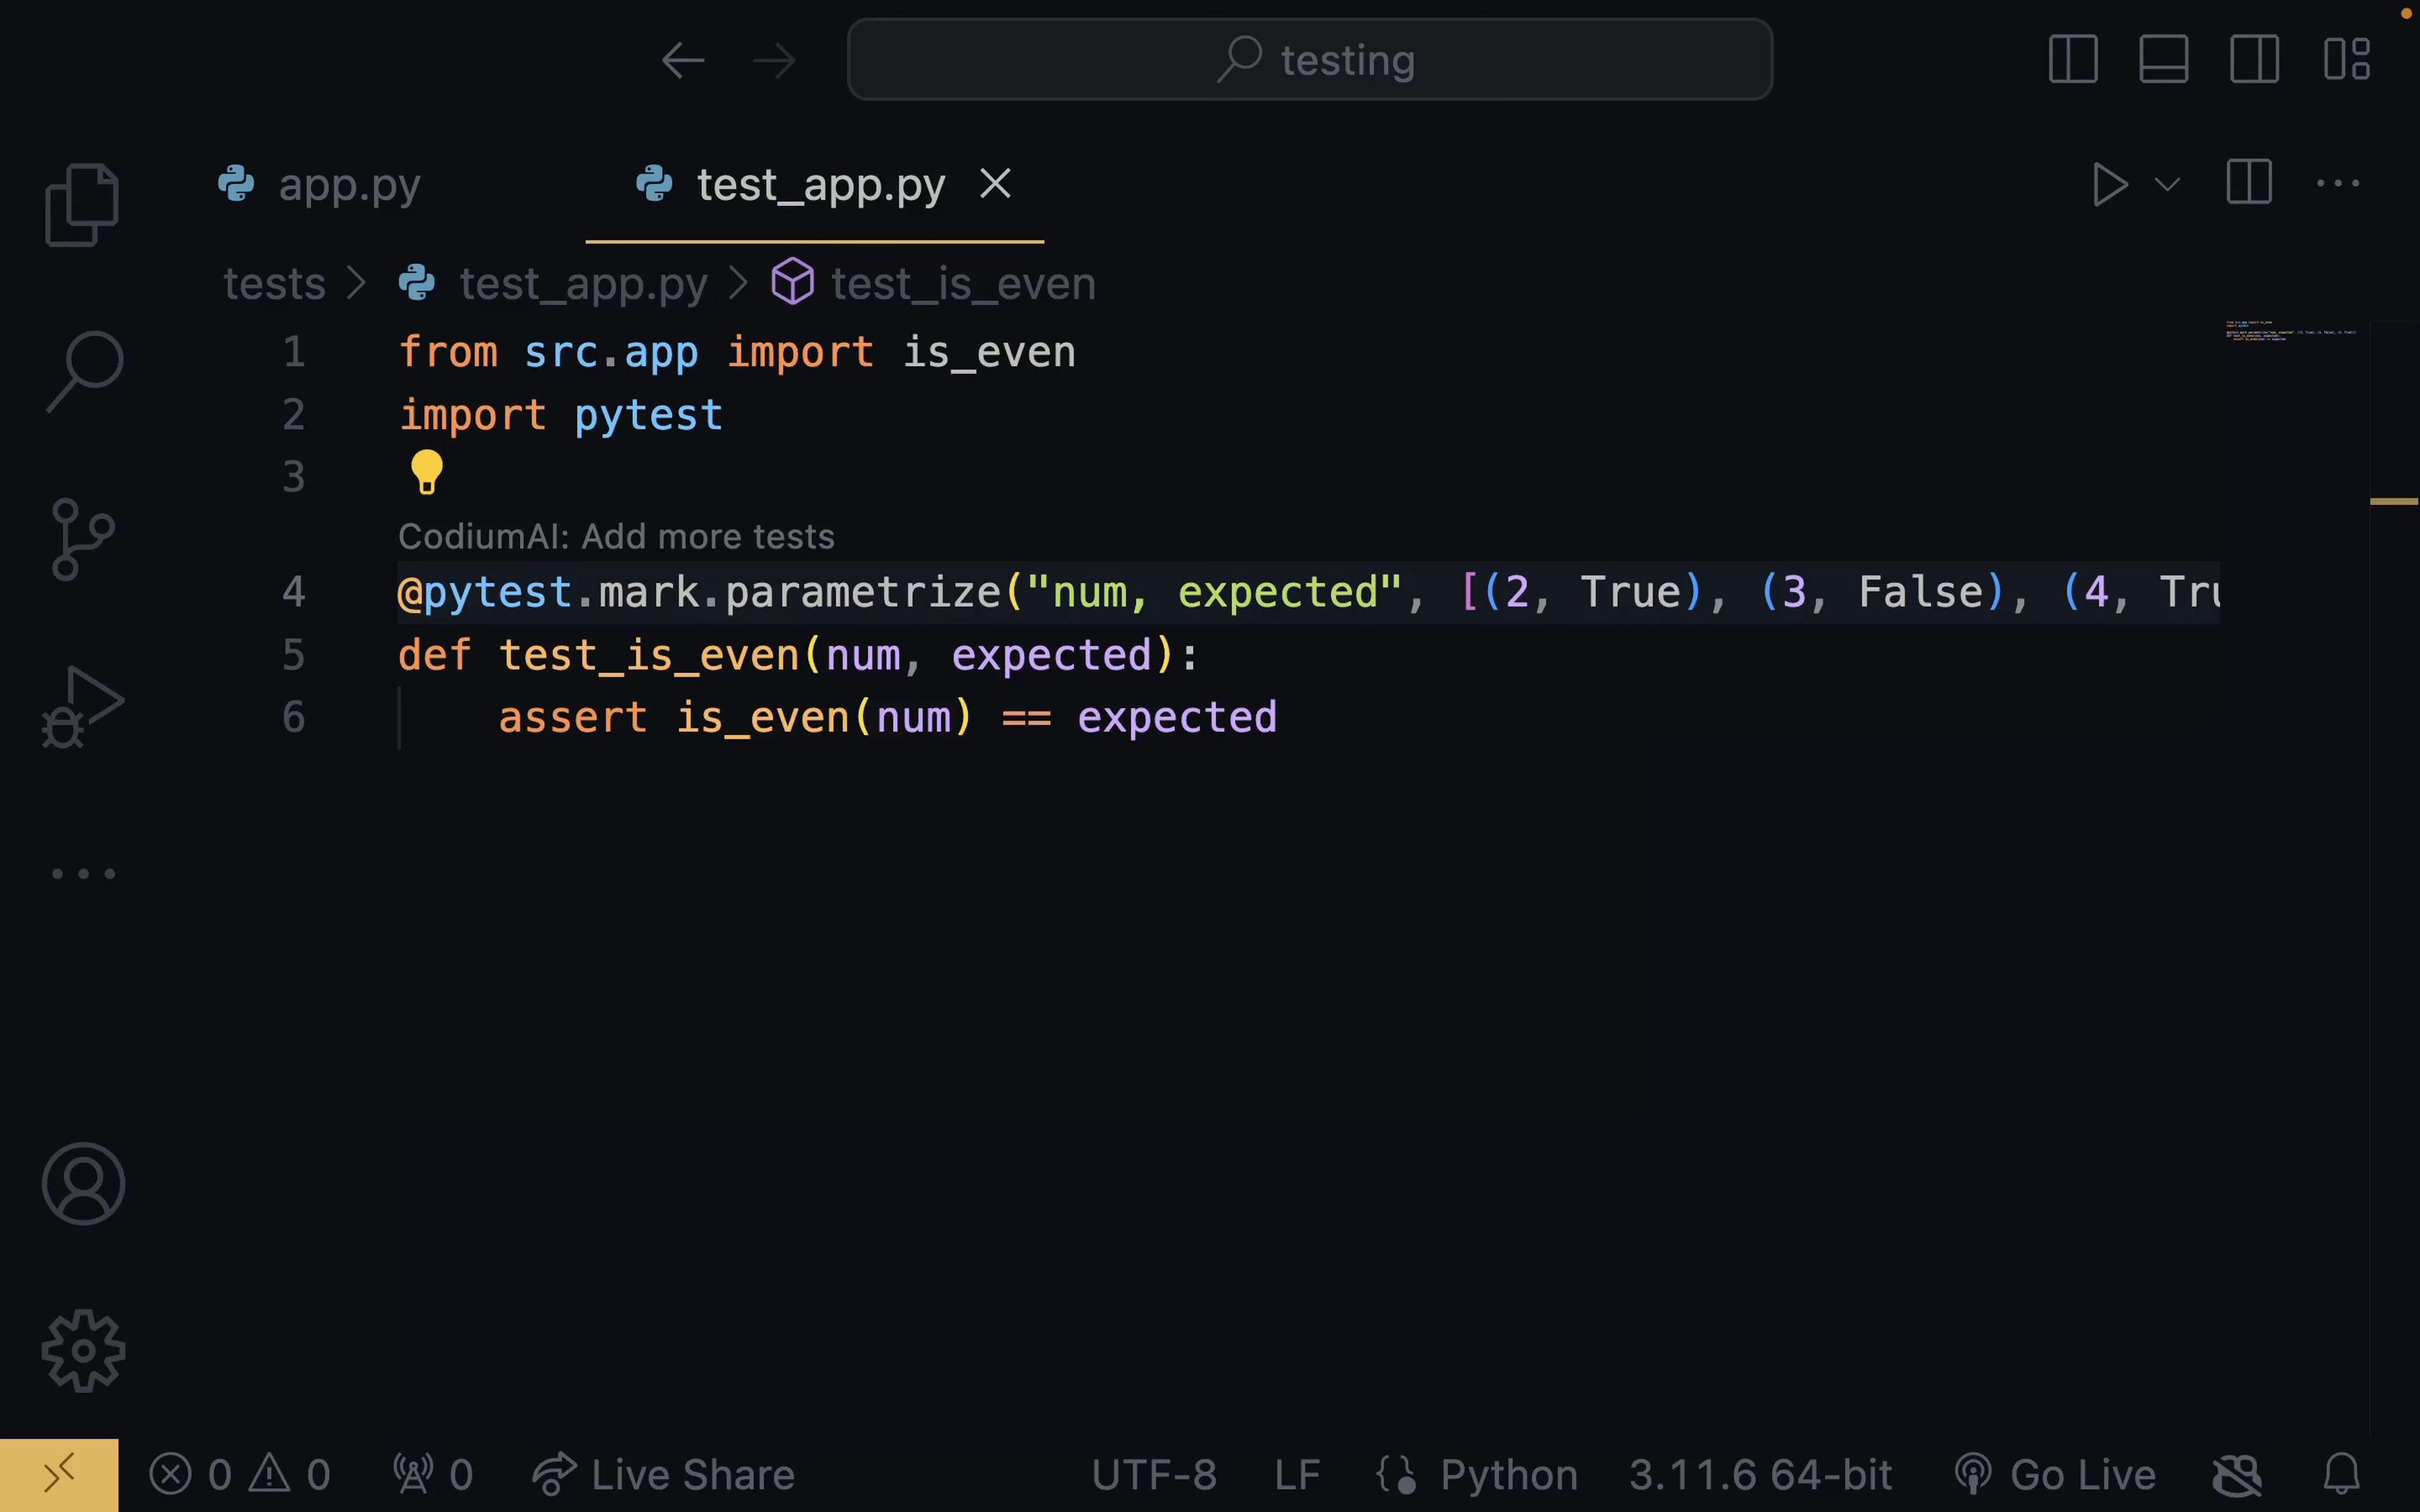 testing
app.py
test_app.py
tests > test_app.py > test_is_even
1 from src.app import is_even
2 import pytest
3
CodiumAI: Add more tests
4 @pytest.mark.parametrize("num, expected", [(2, True), (3, False), (4, Tru
5 def test_is_even(num, expected):
6     assert is_even(num) == expected
0 0 0 Live Share UTF-8 LF Python 3.11.6 64-bit Go Live